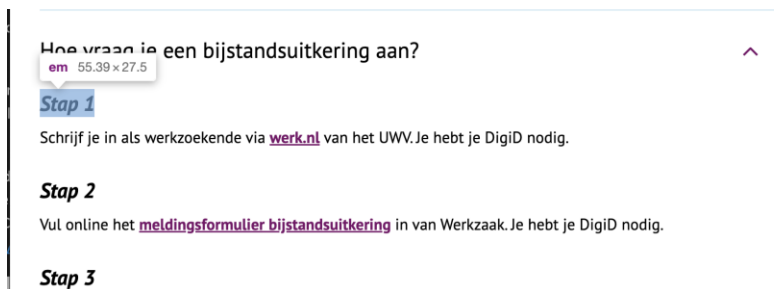 Hoe vraag je een bijstandsuitkering aan?
em 55.39 × 27.5
Stap 1
Schrijf je in als werkzoekende via werk.nl van het UWV. Je hebt je DigiD nodig.
Stap 2
Vul online het meldingsformulier bijstandsuitkering in van Werkzaak. Je hebt je DigiD nodig.
Stap 3